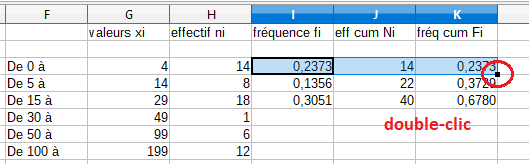 F G H I J K
valeurs xi effectif ni fréquence fi eff cum Ni fréq cum Fi
De 0 à 4 14 0,2373 14 0,2373
De 5 à 14 8 0,1356 22 0,3729
De 15 à 29 18 0,3051 40 0,6780
De 30 à 49 1
De 50 à 99 6
De 100 à 199 12
double-clic